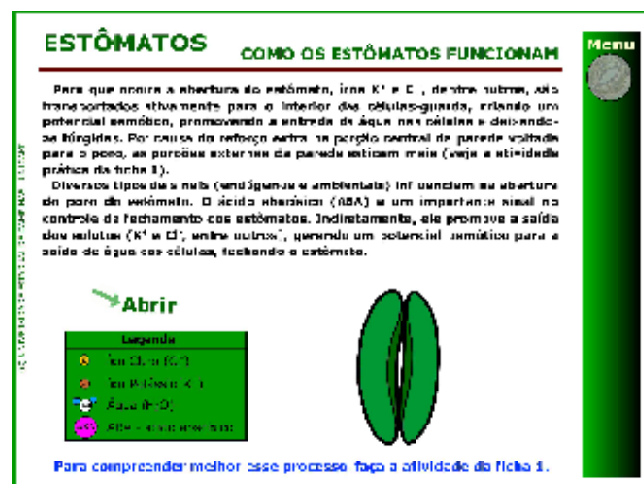 ESTÔMATOS
COMO OS ESTÔMATOS FUNCIONAM
Menu
Para que ocorra a abertura do estômato, íons K+ e Cl-, dentre outros, são
transportados ativamente para o interior das células-guarda, criando um
potencial osmótico, promovendo a entrada de água nas células e deixando-
as túrgidas. Por causa do reforço extra na porção central da parede voltada
para o poro, as porções externas da parede esticam mais (veja a atividade
prática da ficha 1).
Diversos tipos de sinais (endógenos e ambientais) influenciam na abertura
do poro do estômato. O ácido abscísico (ABA) é um importante sinal no
controle do fechamento dos estômatos. Indiretamente, ele promove a saída
dos solutos (K+ e Cl-, entre outros), gerando um potencial osmótico para a
saída de água das células, fechando o estômato.
Abrir
Legenda
Íon Cloro (Cl-)
Íon Potássio (K+)
Água (H2O)
ABA
Para compreender melhor esse processo faça a atividade da ficha 1.